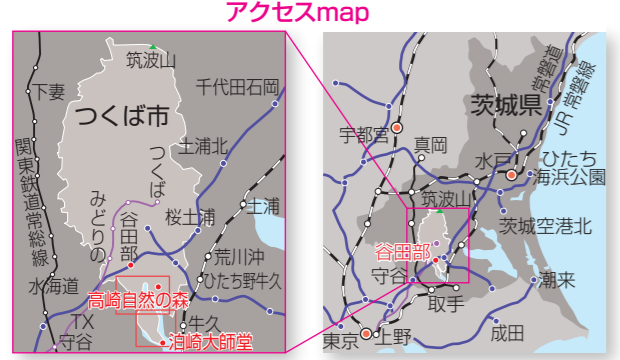 アクセスmap
筑波山
下妻
千代田石岡
つくば市
土浦北
つくば
関東鉄道常総線
みどりの
谷田部
桜土浦
土浦
荒川沖
ひたち野牛久
水海道
高崎自然の森
TX
守谷
牛久
泊崎大師堂
常磐道
JR 常磐線
茨城県
宇都宮
真岡
水戸
ひたち
海浜公園
筑波山
茨城空港北
谷田部
守谷
取手
潮来
東京
上野
成田